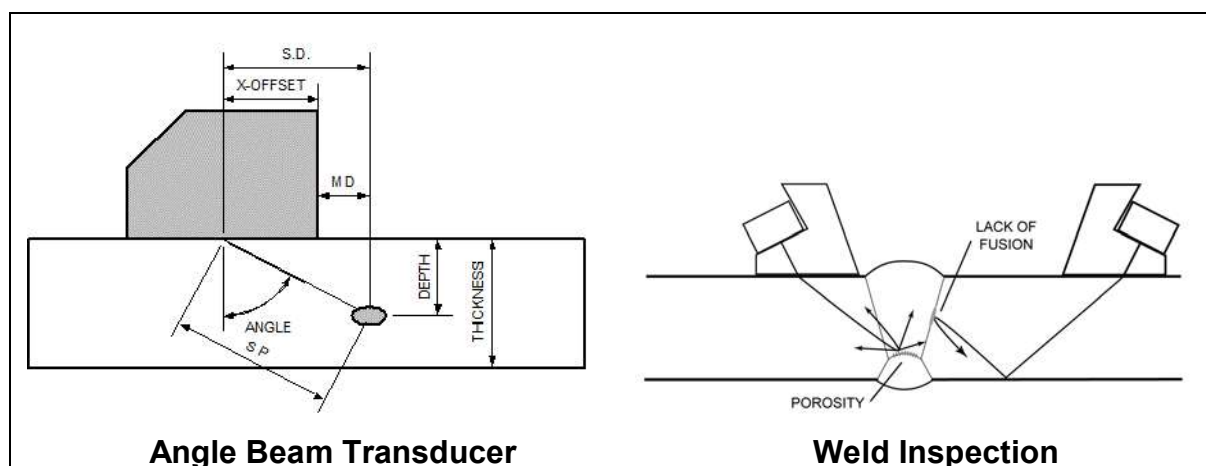 S.D.
X-OFFSET
MD
DEPTH
THICKNESS
ANGLE
SP
Angle Beam Transducer
LACK OF
FUSION
POROSITY
Weld Inspection